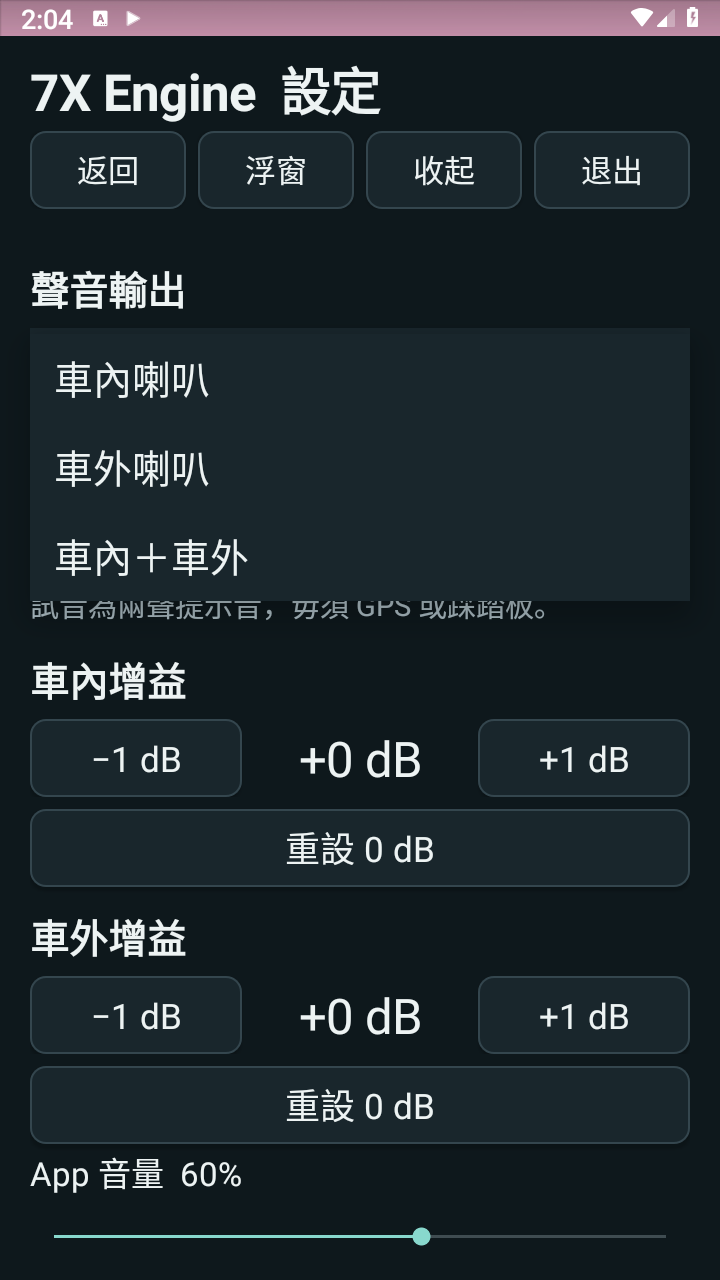 2:04
7X Engine 設定
返回 浮窗 收起 退出
聲音輸出
車內喇叭
車外喇叭
車內＋車外
試音為兩聲提示音，毋須 GPS 或踩踏板。
車內增益
−1 dB +0 dB +1 dB
重設 0 dB
車外增益
−1 dB +0 dB +1 dB
重設 0 dB
App 音量 60%